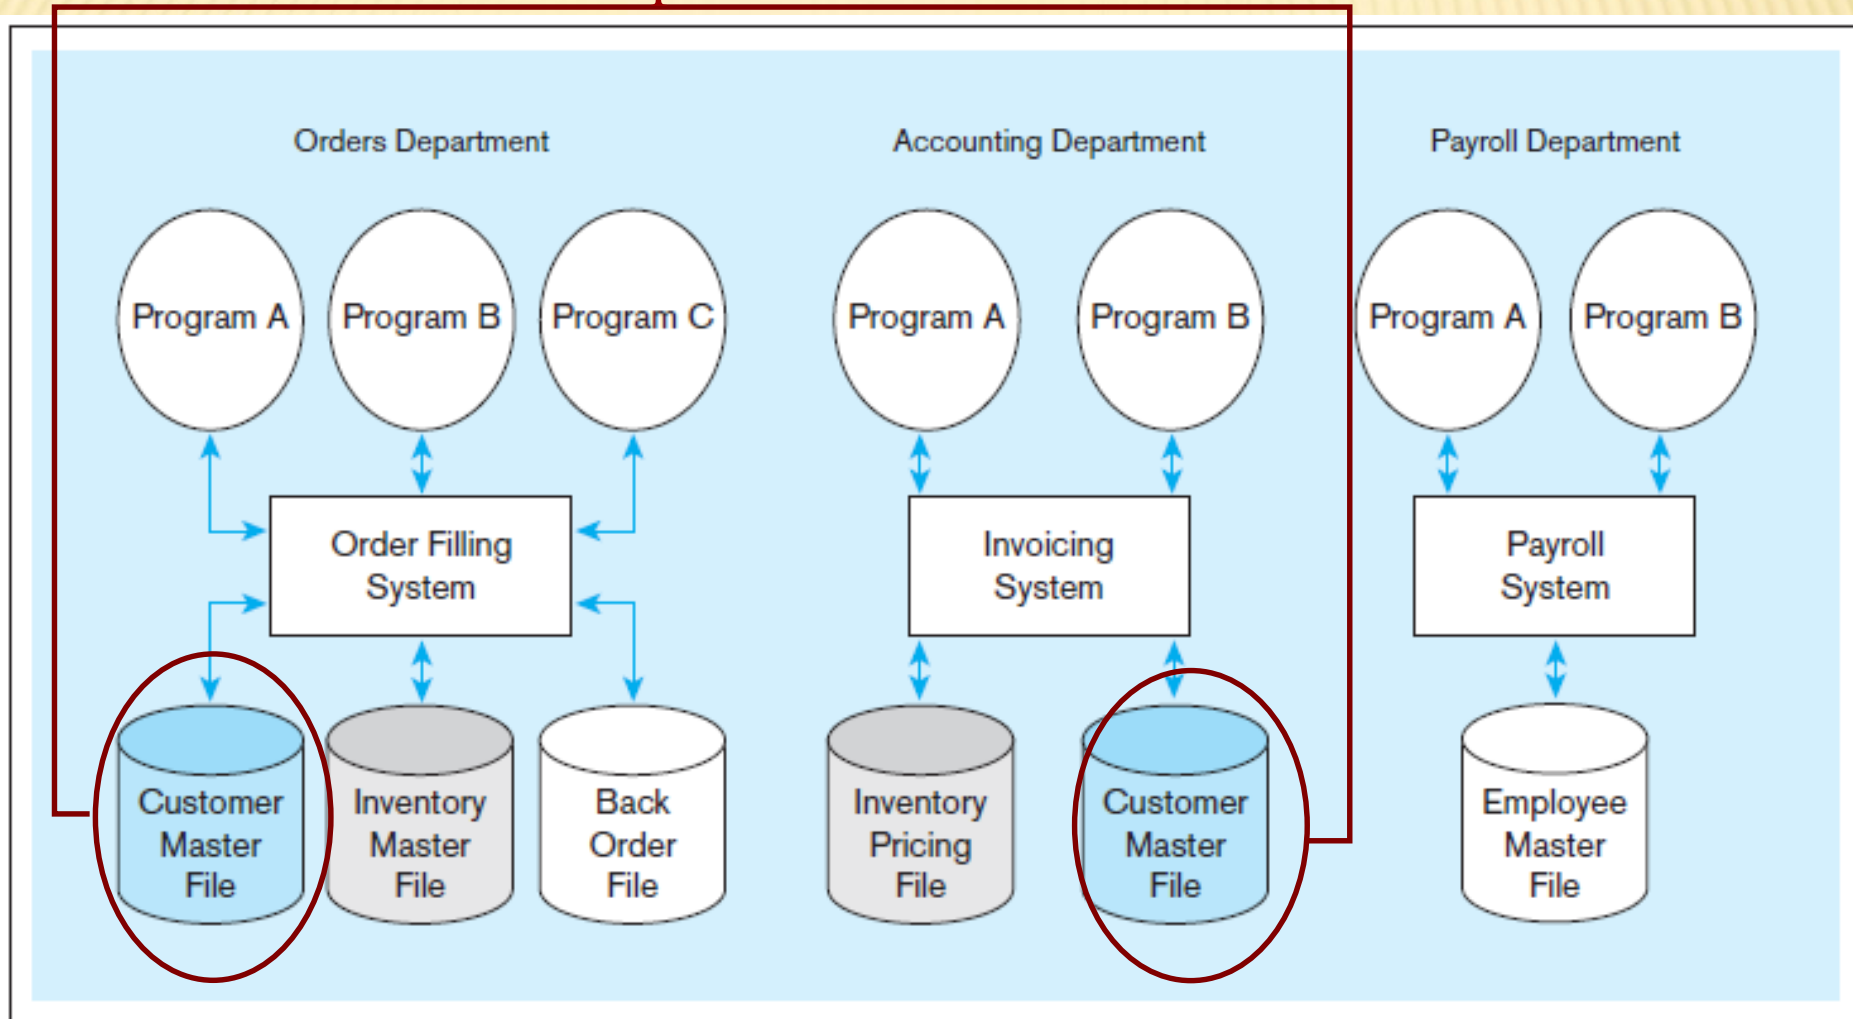 Orders Department
Accounting Department
Payroll Department
Program A
Program B
Program C
Program A
Program B
Program A
Program B
Order Filling
System
Invoicing
System
Payroll
System
Customer
Master
File
Inventory
Master
File
Back
Order
File
Inventory
Pricing
File
Customer
Master
File
Employee
Master
File